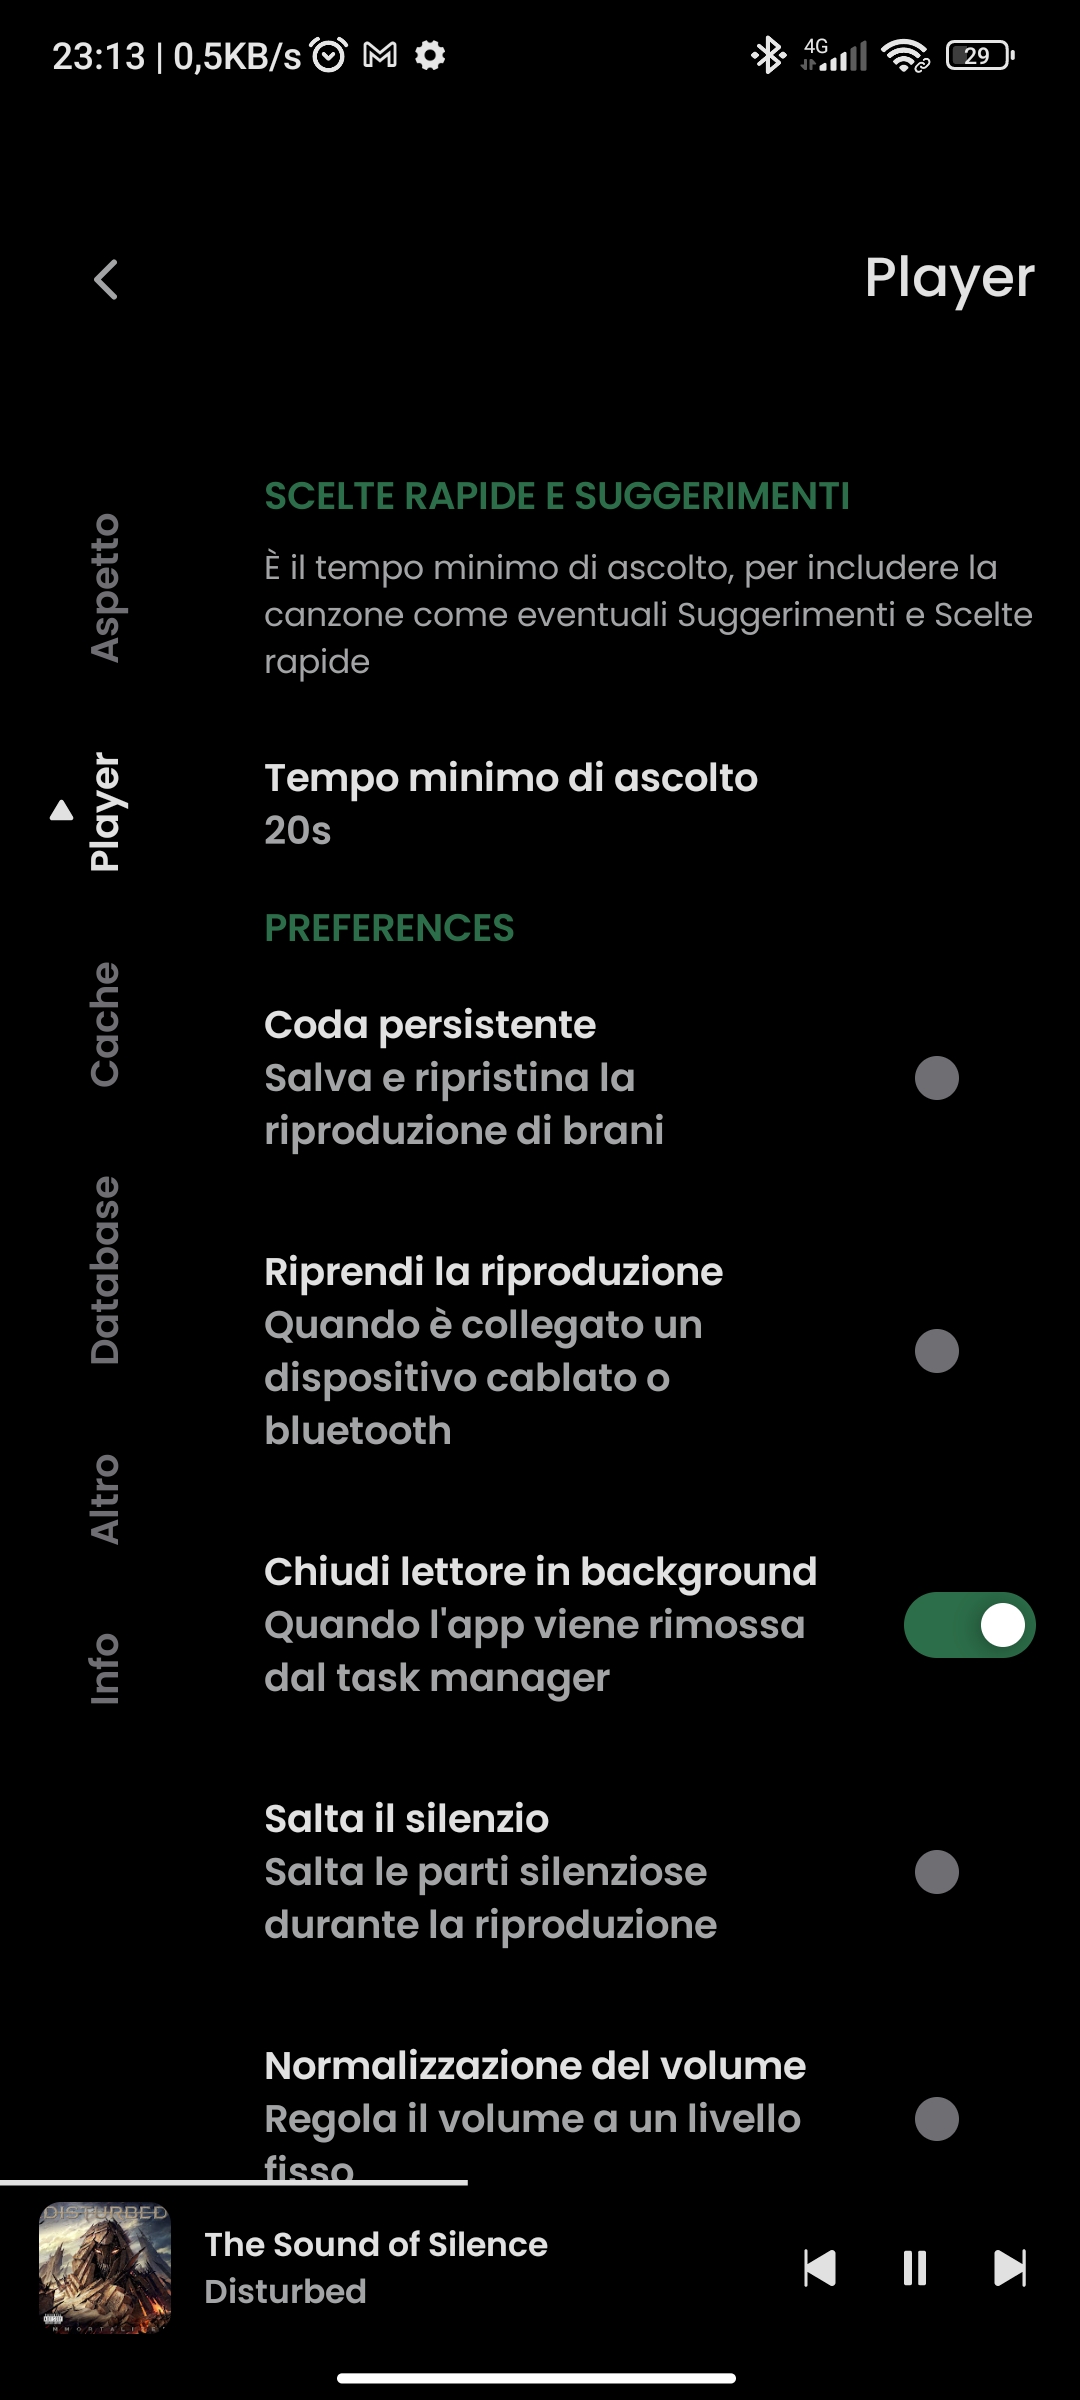 23:13 | 0,5KB/s
4G
29
Player
Aspetto
Player
Cache
Database
Altro
Info
SCELTE RAPIDE E SUGGERIMENTI
È il tempo minimo di ascolto, per includere la
canzone come eventuali Suggerimenti e Scelte
rapide
Tempo minimo di ascolto
20s
PREFERENCES
Coda persistente
Salva e ripristina la
riproduzione di brani
Riprendi la riproduzione
Quando è collegato un
dispositivo cablato o
bluetooth
Chiudi lettore in background
Quando l'app viene rimossa
dal task manager
Salta il silenzio
Salta le parti silenziose
durante la riproduzione
Normalizzazione del volume
Regola il volume a un livello
fisso
DISTURBED
The Sound of Silence
Disturbed